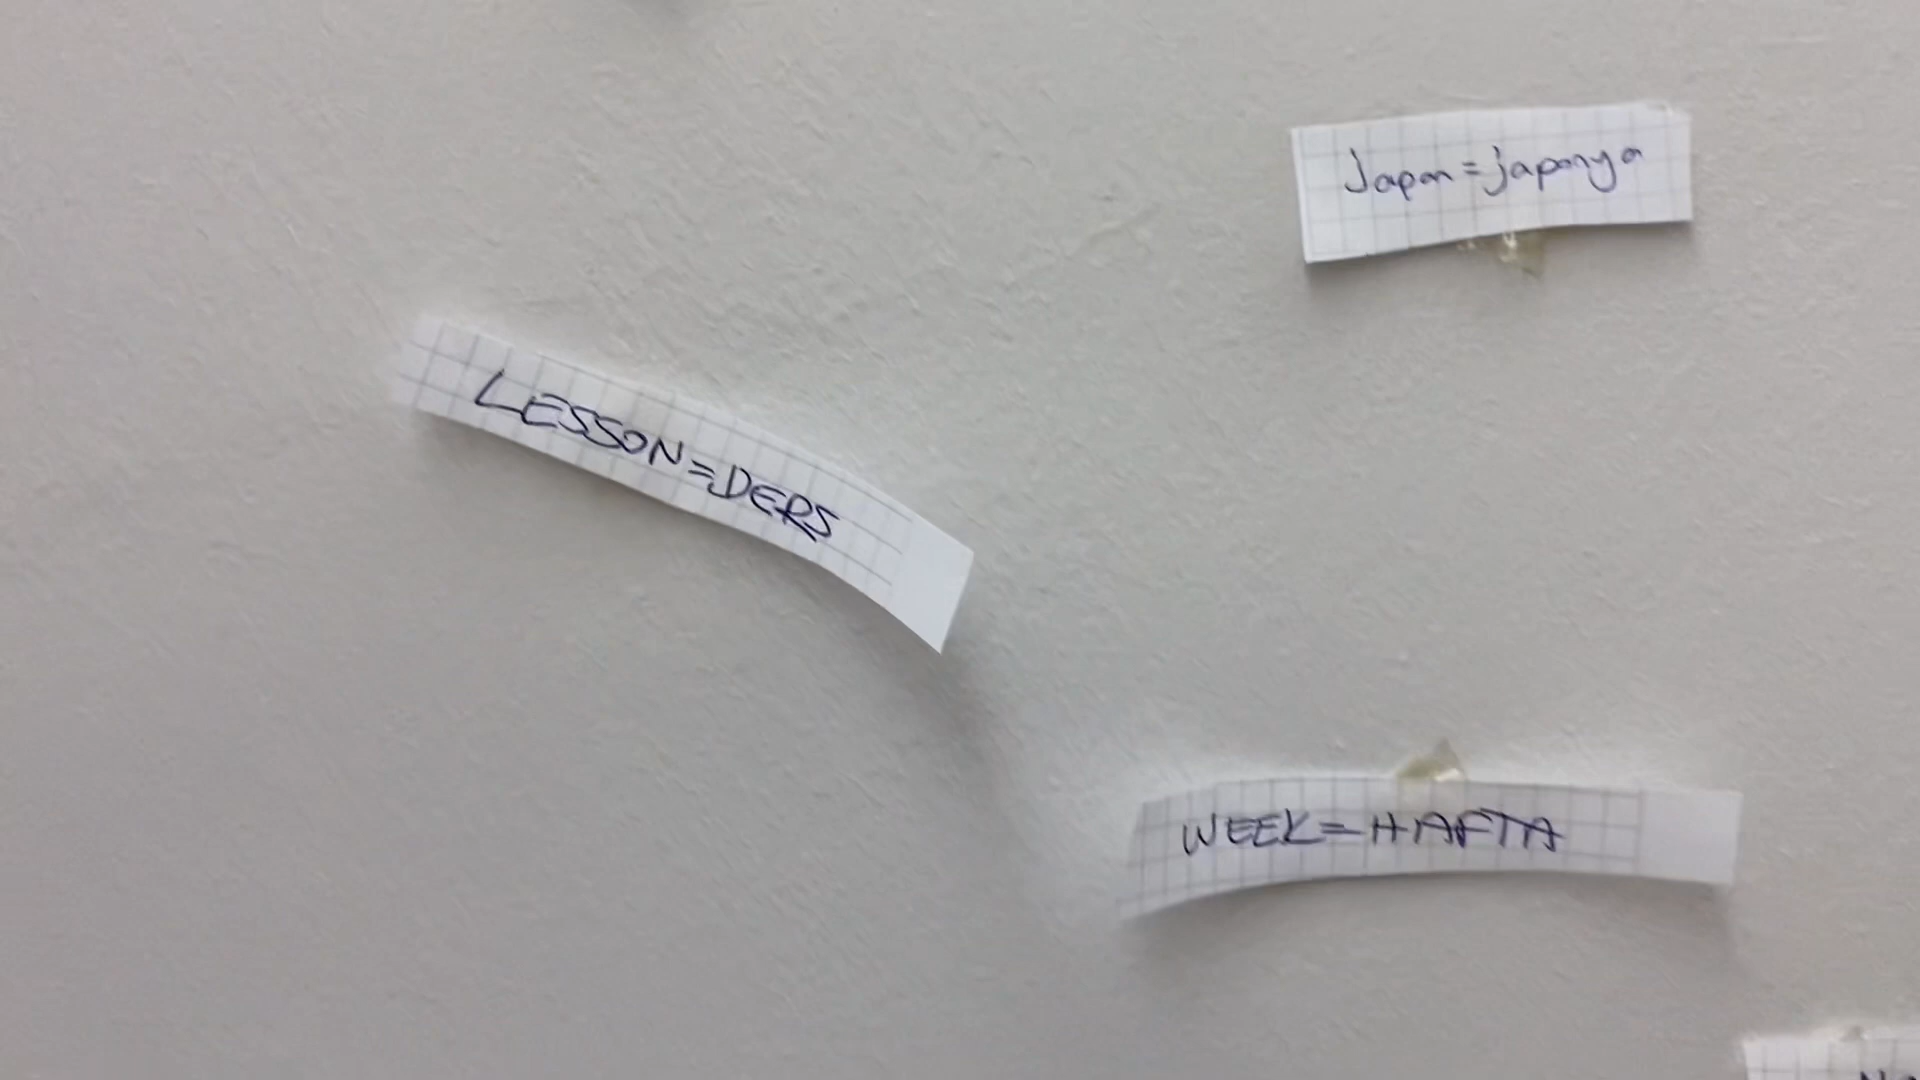 Japan = japonya
LESSON = DERS
WEEK = HAFTA